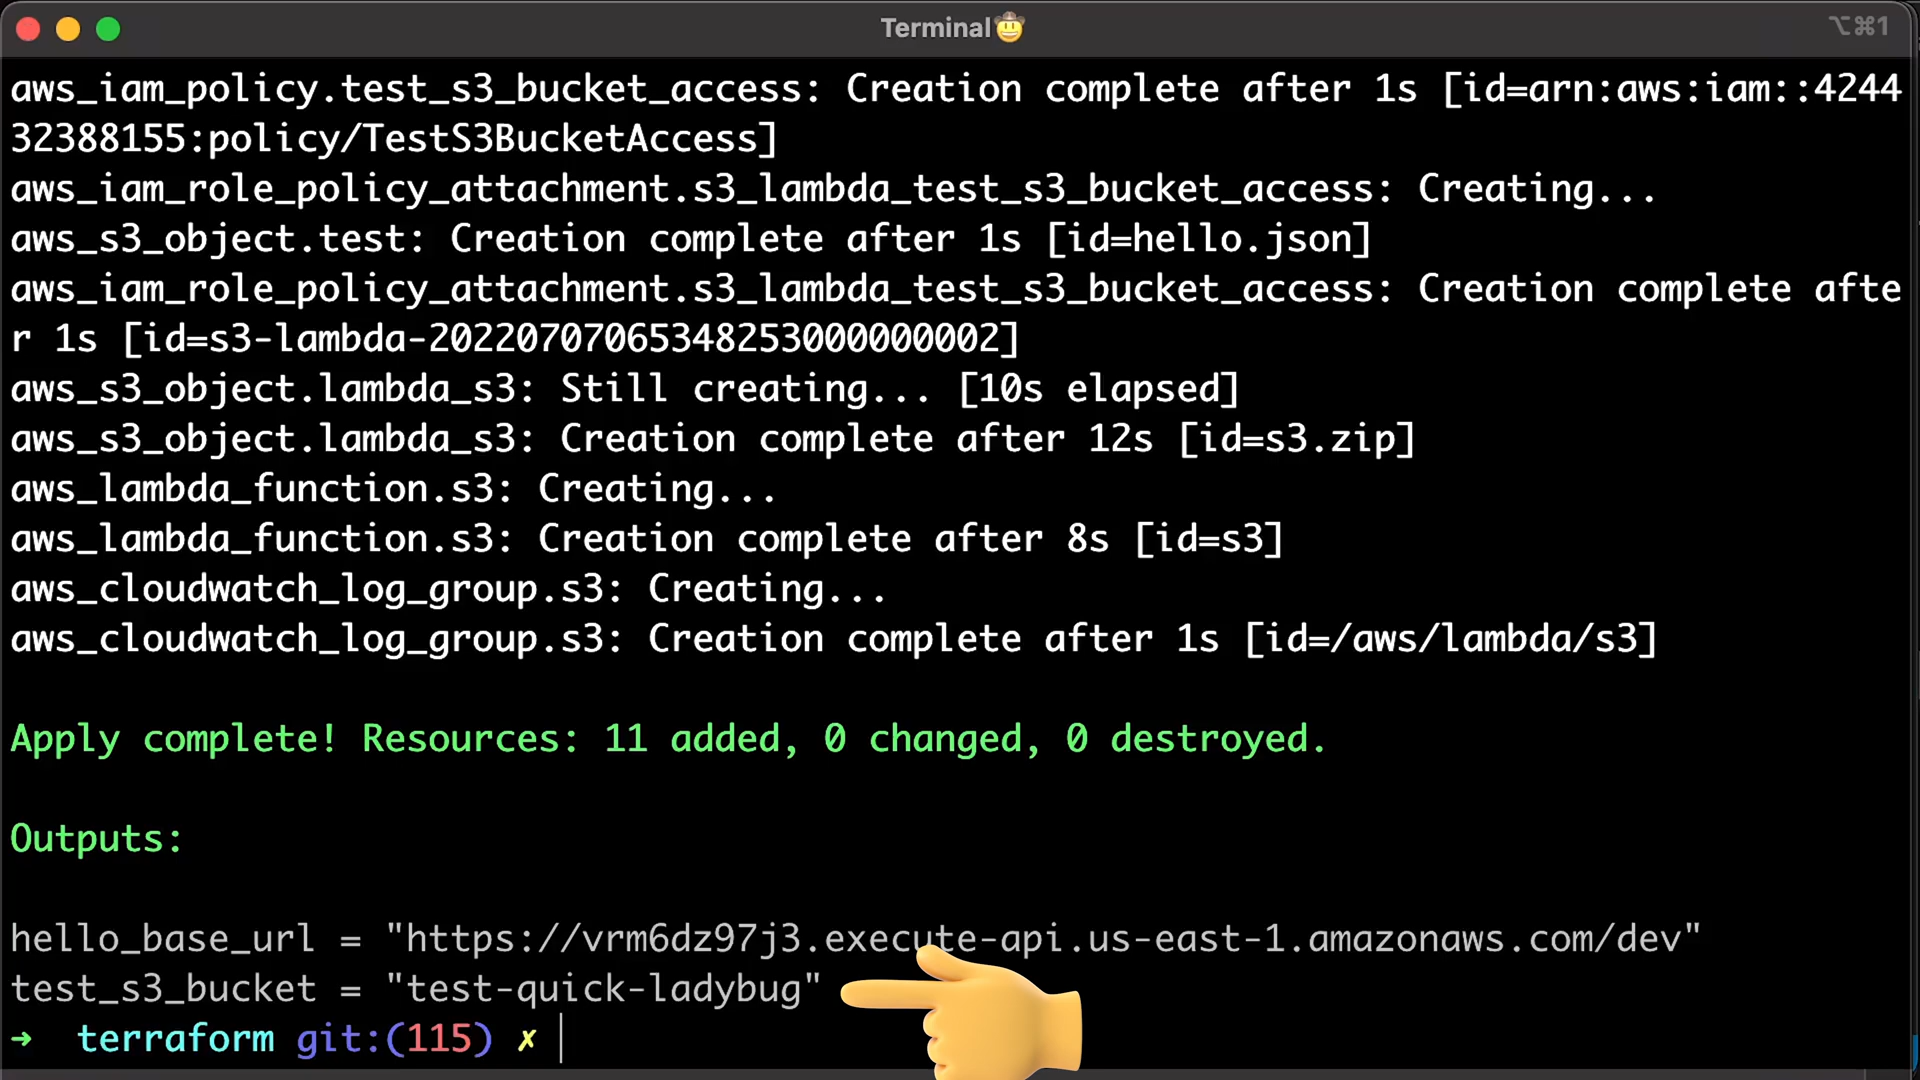 Terminal🤠
⌥⌘1
aws_iam_policy.test_s3_bucket_access: Creation complete after 1s [id=arn:aws:iam::4244
32388155:policy/TestS3BucketAccess]
aws_iam_role_policy_attachment.s3_lambda_test_s3_bucket_access: Creating...
aws_s3_object.test: Creation complete after 1s [id=hello.json]
aws_iam_role_policy_attachment.s3_lambda_test_s3_bucket_access: Creation complete afte
r 1s [id=s3-lambda-20220707065348253000000002]
aws_s3_object.lambda_s3: Still creating... [10s elapsed]
aws_s3_object.lambda_s3: Creation complete after 12s [id=s3.zip]
aws_lambda_function.s3: Creating...
aws_lambda_function.s3: Creation complete after 8s [id=s3]
aws_cloudwatch_log_group.s3: Creating...
aws_cloudwatch_log_group.s3: Creation complete after 1s [id=/aws/lambda/s3]
Apply complete! Resources: 11 added, 0 changed, 0 destroyed.
Outputs:
hello_base_url = "https://vrm6dz97j3.execute-api.us-east-1.amazonaws.com/dev"
test_s3_bucket = "test-quick-ladybug"
➜ terraform git:(115) ✗